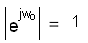 |e^{jw₀}| = 1